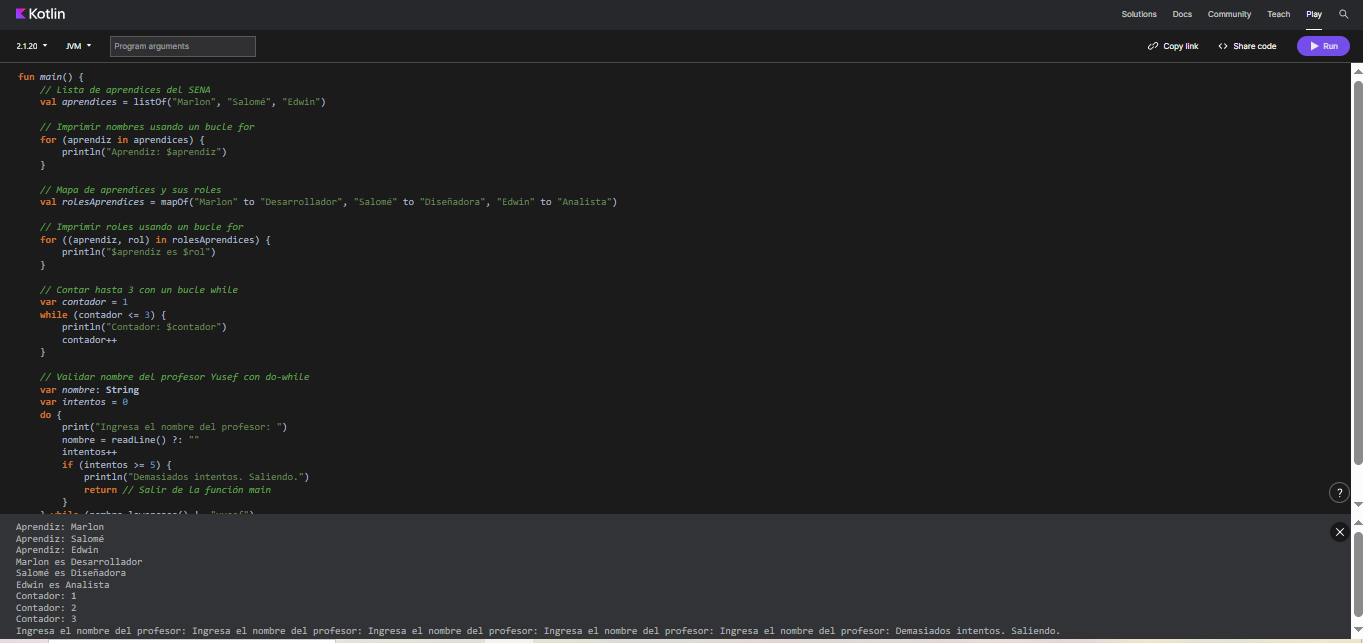 Kotlin
Solutions Docs Community Teach Play
2.1.20 JVM Program arguments Copy link <> Share code Run
fun main() {
    // Lista de aprendices del SENA
    val aprendices = listOf("Marlon", "Salomé", "Edwin")

    // Imprimir nombres usando un bucle for
    for (aprendiz in aprendices) {
        println("Aprendiz: $aprendiz")
    }

    // Mapa de aprendices y sus roles
    val rolesAprendices = mapOf("Marlon" to "Desarrollador", "Salomé" to "Diseñadora", "Edwin" to "Analista")

    // Imprimir roles usando un bucle for
    for ((aprendiz, rol) in rolesAprendices) {
        println("$aprendiz es $rol")
    }

    // Contar hasta 3 con un bucle while
    var contador = 1
    while (contador <= 3) {
        println("Contador: $contador")
        contador++
    }

    // Validar nombre del profesor Yusef con do-while
    var nombre: String
    var intentos = 0
    do {
        print("Ingresa el nombre del profesor: ")
        nombre = readLine() ?: ""
        intentos++
        if (intentos >= 5) {
            println("Demasiados intentos. Saliendo.")
            return // Salir de la función main
        }
?
Aprendiz: Marlon
Aprendiz: Salomé
Aprendiz: Edwin
Marlon es Desarrollador
Salomé es Diseñadora
Edwin es Analista
Contador: 1
Contador: 2
Contador: 3
Ingresa el nombre del profesor: Ingresa el nombre del profesor: Ingresa el nombre del profesor: Ingresa el nombre del profesor: Ingresa el nombre del profesor: Demasiados intentos. Saliendo.